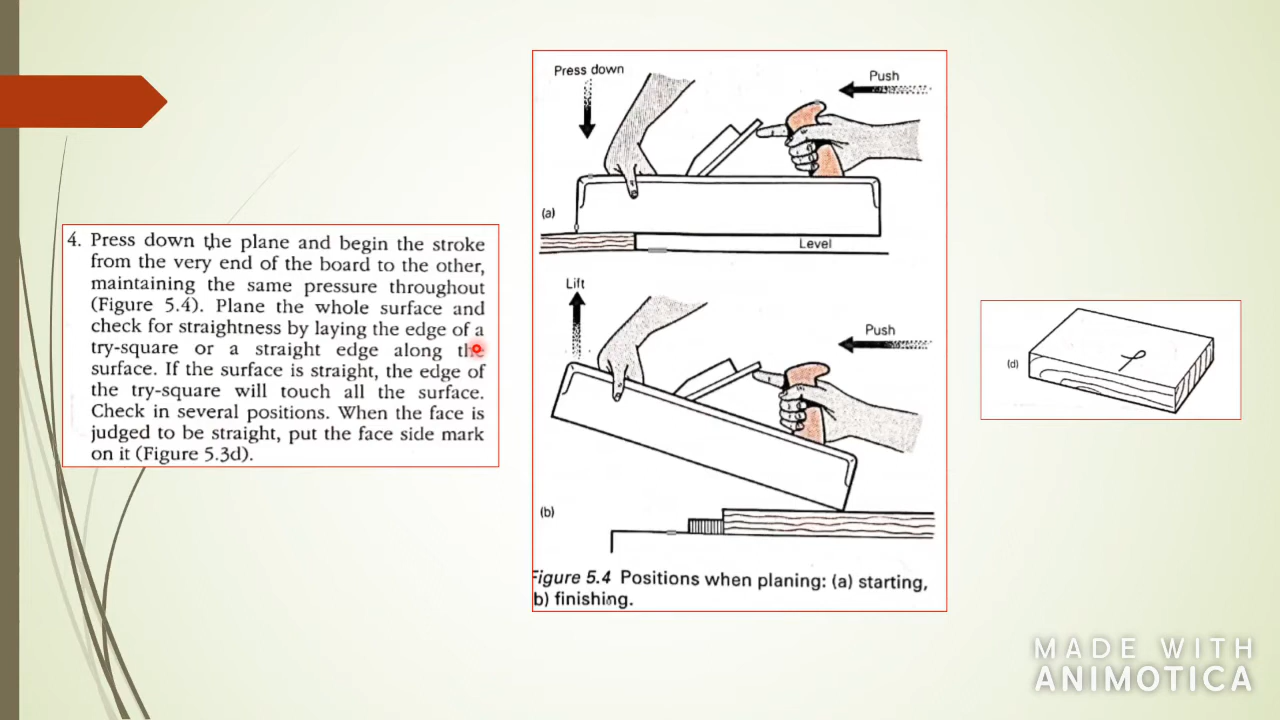 4. Press down the plane and begin the stroke
from the very end of the board to the other,
maintaining the same pressure throughout
(Figure 5.4). Plane the whole surface and
check for straightness by laying the edge of a
try-square or a straight edge along the
surface. If the surface is straight, the edge of
the try-square will touch all the surface.
Check in several positions. When the face is
judged to be straight, put the face side mark
on it (Figure 5.3d).
Press down
Push
(a)
Level
Lift
Push
(b)
Figure 5.4 Positions when planing: (a) starting,
b) finishing.
(d)
MADE WITH
ANIMOTICA